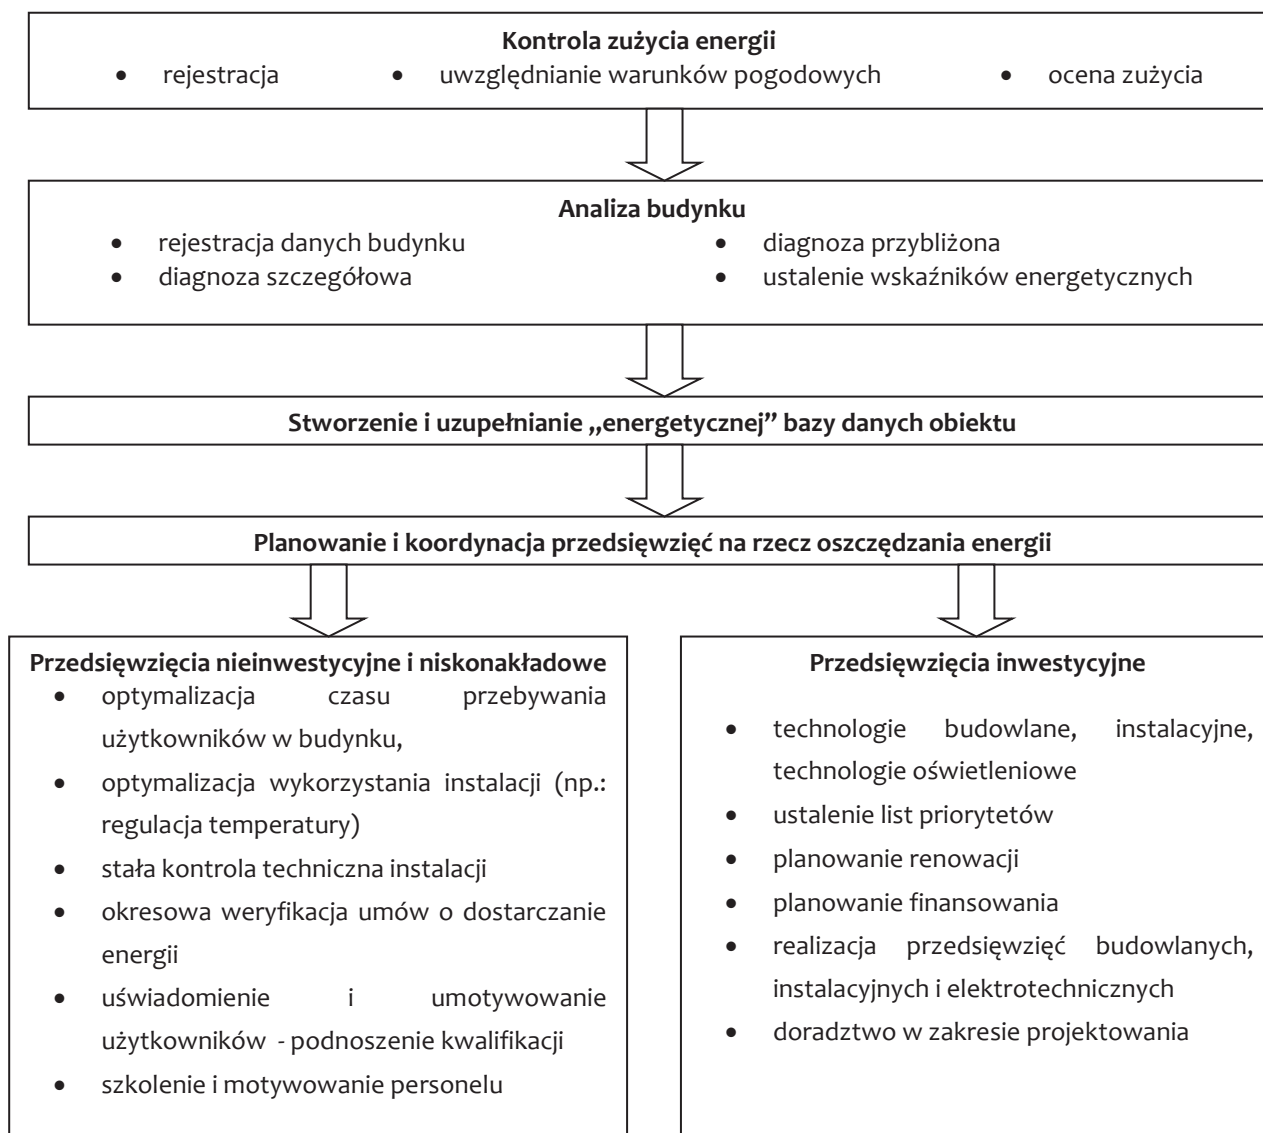 Kontrola zużycia energii
• rejestracja • uwzględnianie warunków pogodowych • ocena zużycia
Analiza budynku
• rejestracja danych budynku • diagnoza przybliżona
• diagnoza szczegółowa • ustalenie wskaźników energetycznych
Stworzenie i uzupełnianie „energetycznej” bazy danych obiektu
Planowanie i koordynacja przedsięwzięć na rzecz oszczędzania energii
Przedsięwzięcia nieinwestycyjne i niskonakładowe
• optymalizacja czasu przebywania
użytkowników w budynku,
• optymalizacja wykorzystania instalacji (np.:
regulacja temperatury)
• stała kontrola techniczna instalacji
• okresowa weryfikacja umów o dostarczanie
energii
• uświadomienie i umotywowanie
użytkowników - podnoszenie kwalifikacji
• szkolenie i motywowanie personelu
Przedsięwzięcia inwestycyjne
• technologie budowlane, instalacyjne,
technologie oświetleniowe
• ustalenie list priorytetów
• planowanie renowacji
• planowanie finansowania
• realizacja przedsięwzięć budowlanych,
instalacyjnych i elektrotechnicznych
• doradztwo w zakresie projektowania